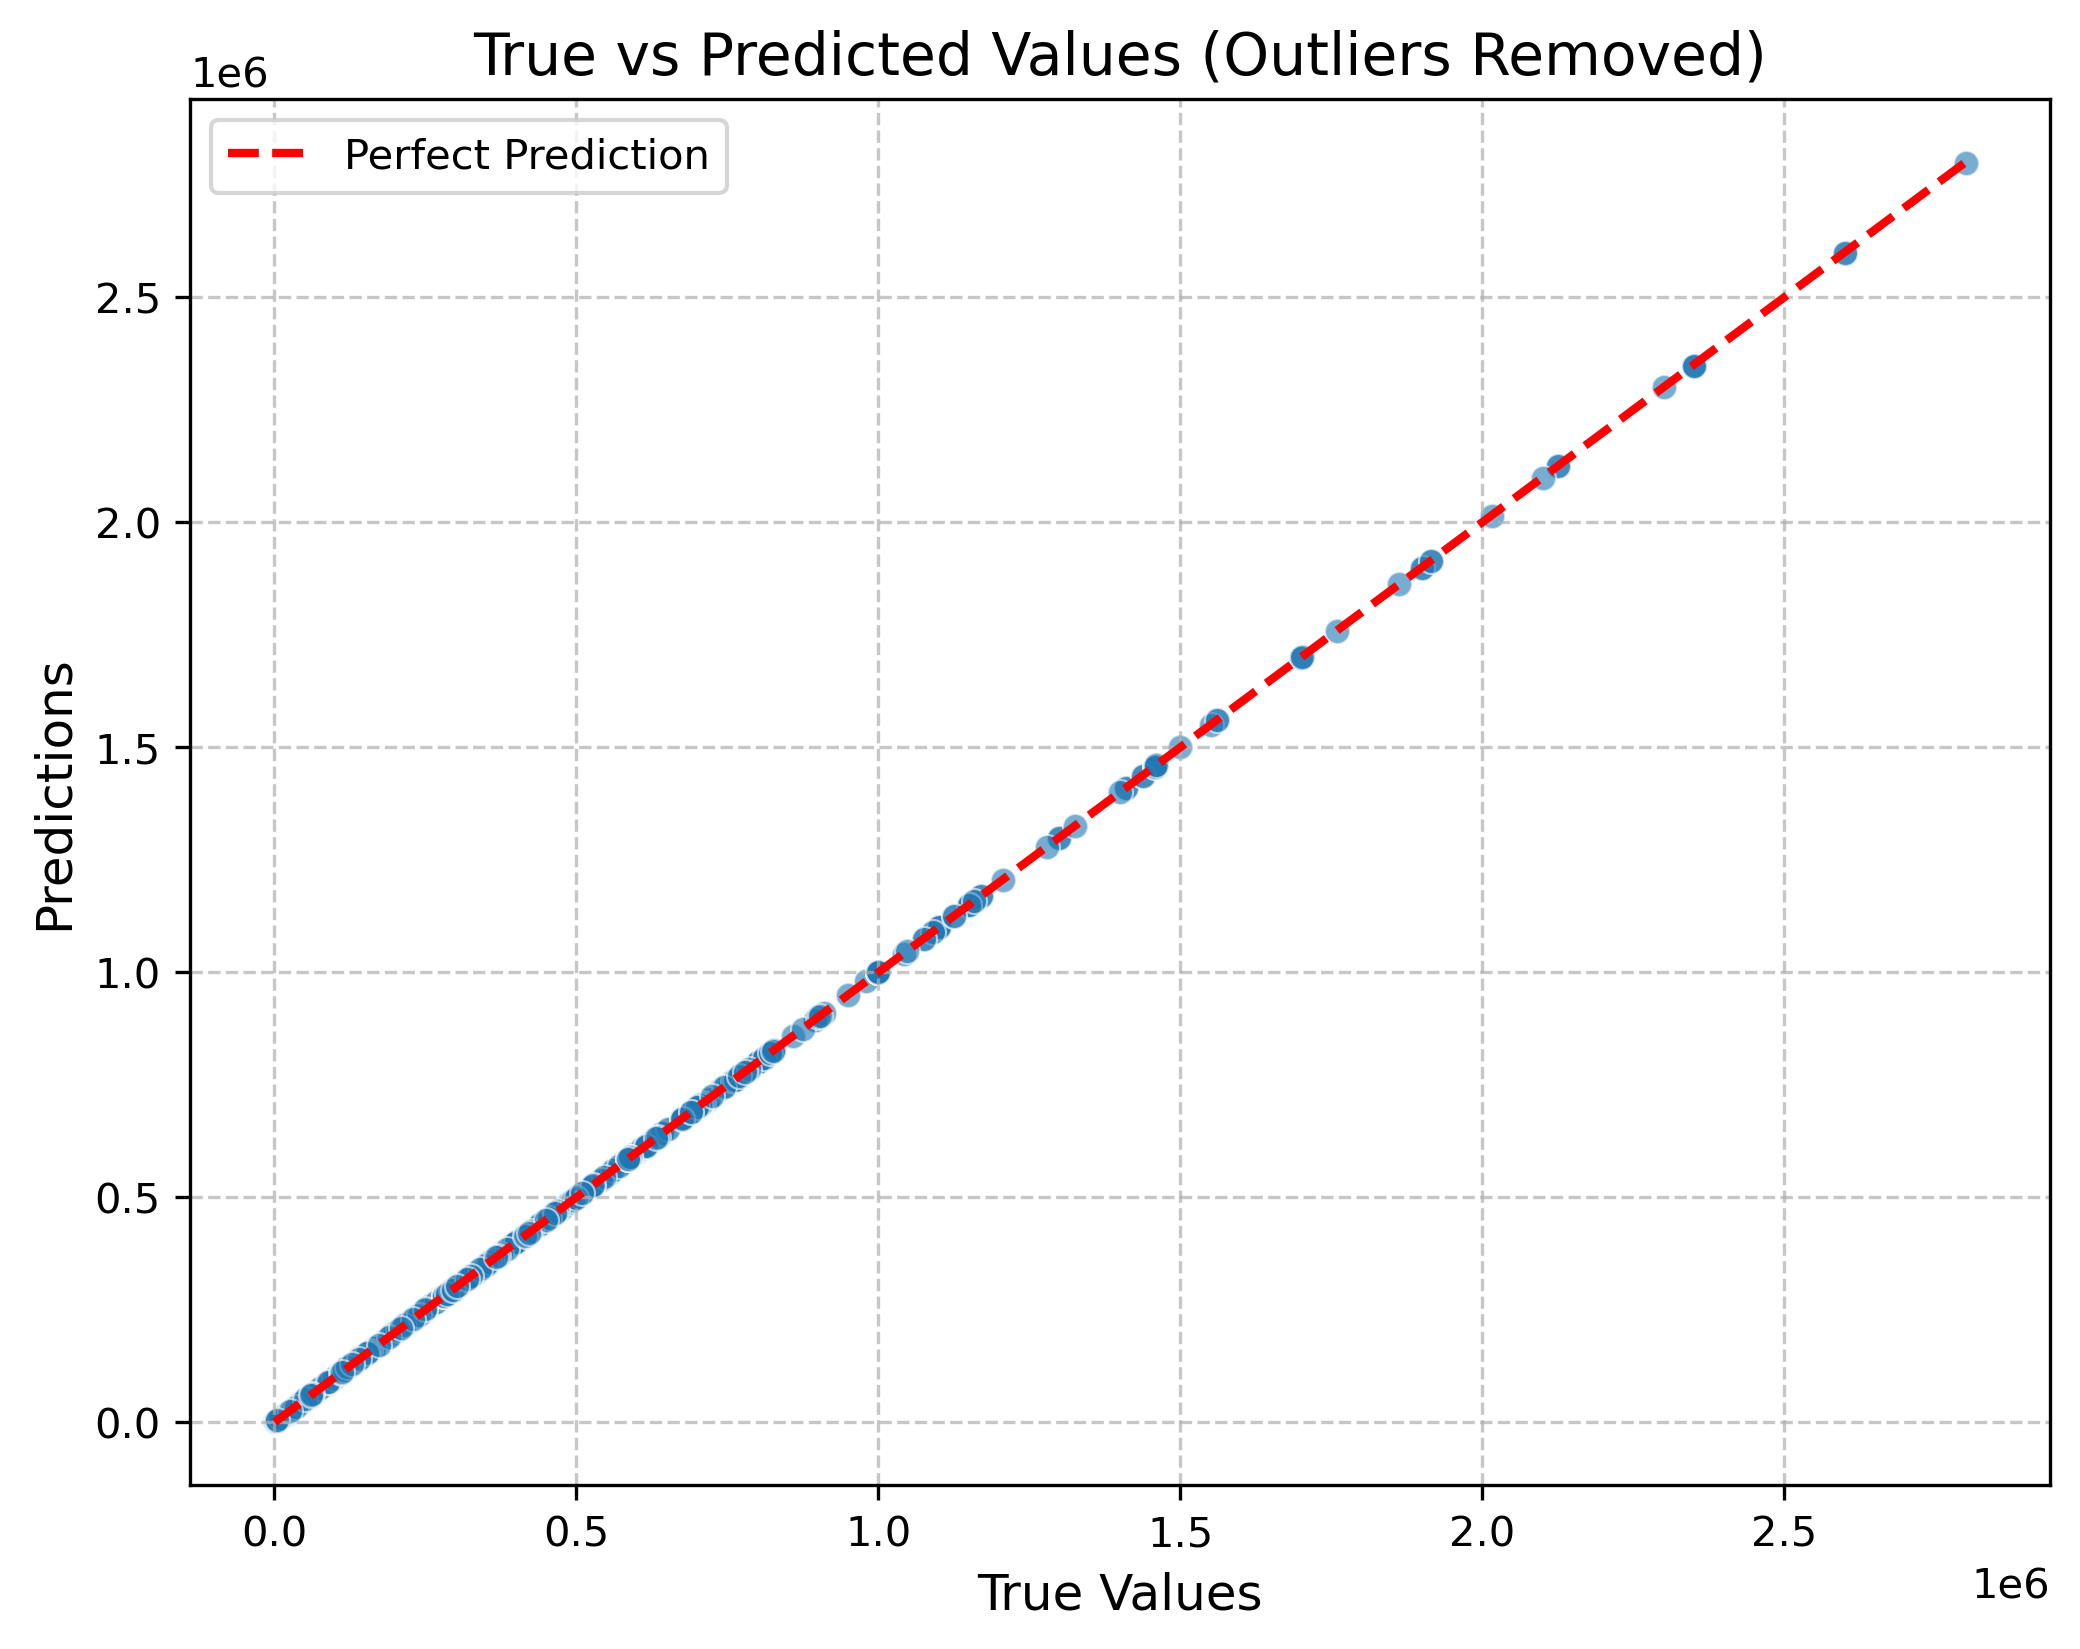 True vs Predicted Values (Outliers Removed)
1e6
Perfect Prediction
2.5
2.0
1.5
1.0
0.5
0.0
Predictions
0.0 0.5 1.0 1.5 2.0 2.5
1e6
True Values